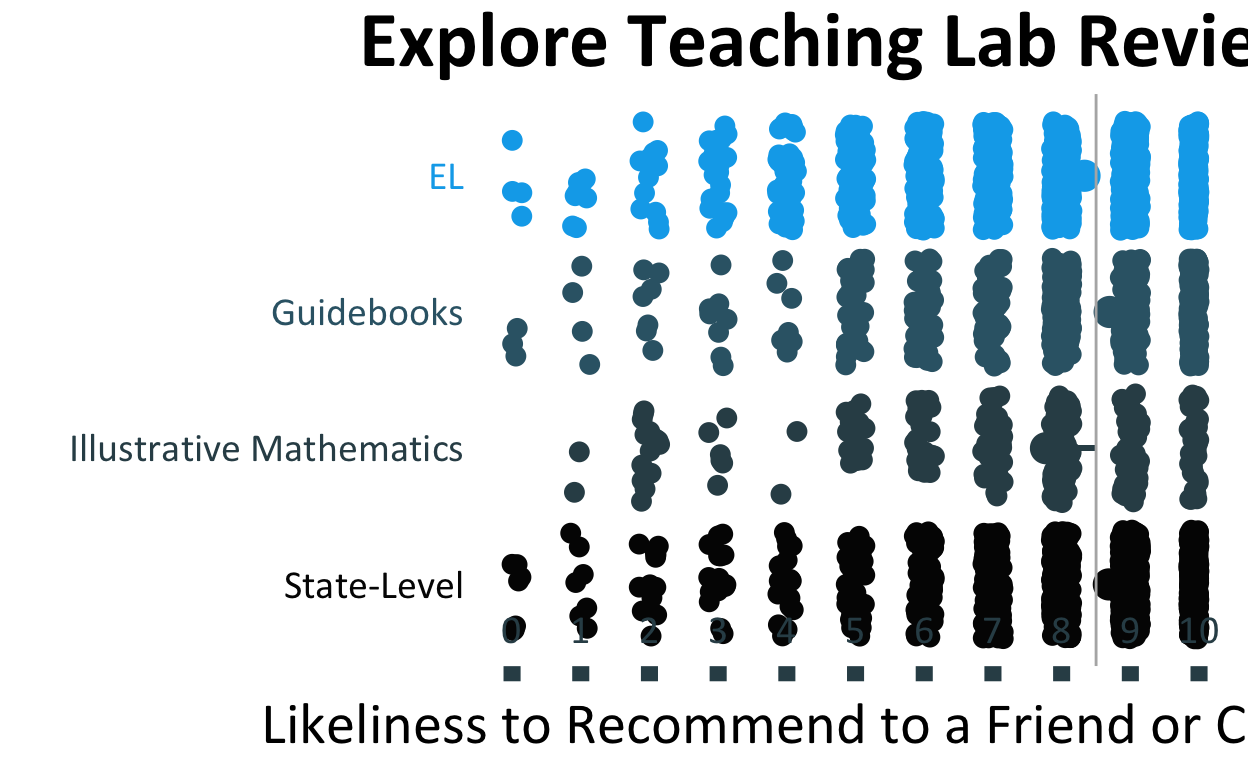 Explore Teaching Lab Revie
EL
Guidebooks
Illustrative Mathematics
State-Level
0 1 2 3 4 5 6 7 8 9 10
Likeliness to Recommend to a Friend or C